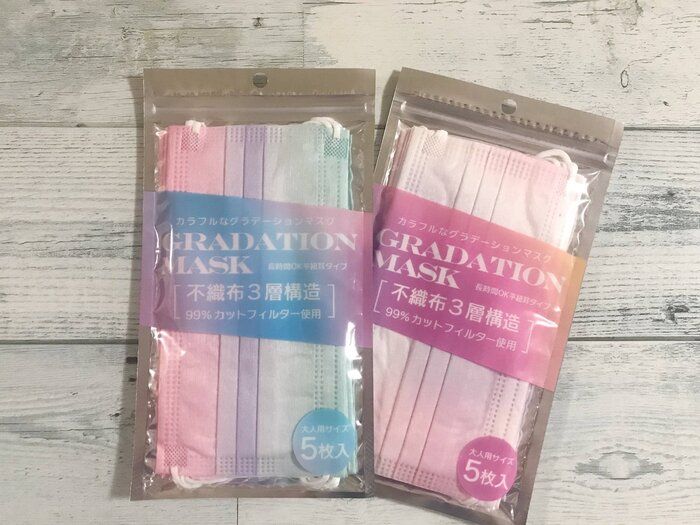 カラフルなグラデーションマスク
GRADATION
MASK
長時間OK平紐耳タイプ
[不織布3層構造]
99%カットフィルター使用
大人用サイズ
5枚入
カラフルなグラデーションマスク
GRADATION
MASK
長時間OK平紐耳タイプ
[不織布3層構造]
99%カットフィルター使用
大人用サイズ
5枚入